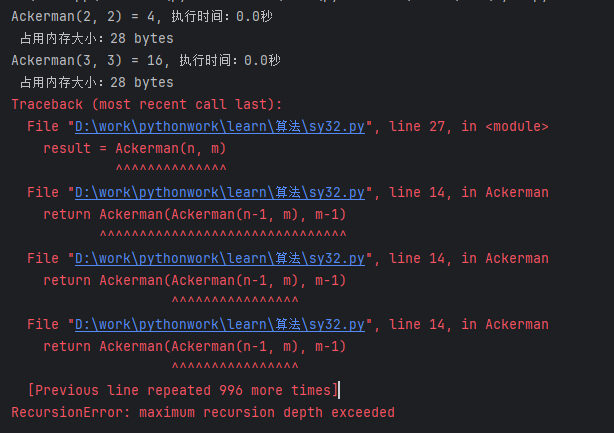 Ackerman(2, 2) = 4, 执行时间：0.0秒
占用内存大小：28 bytes
Ackerman(3, 3) = 16, 执行时间：0.0秒
占用内存大小：28 bytes
Traceback (most recent call last):
  File "D:\work\pythonwork\learn\算法\sy32.py", line 27, in <module>
    result = Ackerman(n, m)
             ^^^^^^^^^^^^^^
  File "D:\work\pythonwork\learn\算法\sy32.py", line 14, in Ackerman
    return Ackerman(Ackerman(n-1, m), m-1)
           ^^^^^^^^^^^^^^^^^^^^^^^^^^^^^^^
  File "D:\work\pythonwork\learn\算法\sy32.py", line 14, in Ackerman
    return Ackerman(Ackerman(n-1, m), m-1)
                    ^^^^^^^^^^^^^^^^
  File "D:\work\pythonwork\learn\算法\sy32.py", line 14, in Ackerman
    return Ackerman(Ackerman(n-1, m), m-1)
                    ^^^^^^^^^^^^^^^^
  [Previous line repeated 996 more times]
RecursionError: maximum recursion depth exceeded